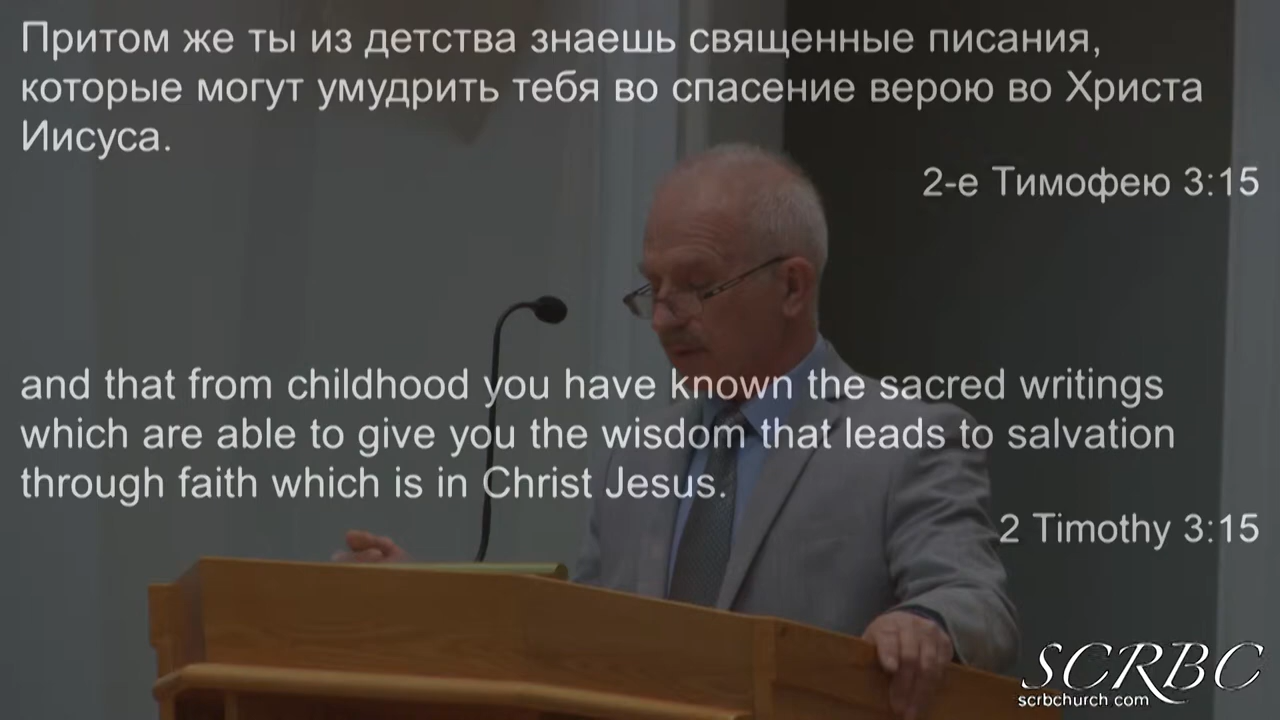 Притом же ты из детства знаешь священные писания,
которые могут умудрить тебя во спасение верою во Христа
Иисуса.
2-е Тимофею 3:15
and that from childhood you have known the sacred writings
which are able to give you the wisdom that leads to salvation
through faith which is in Christ Jesus.
2 Timothy 3:15
SCRBC
scrbchurch com